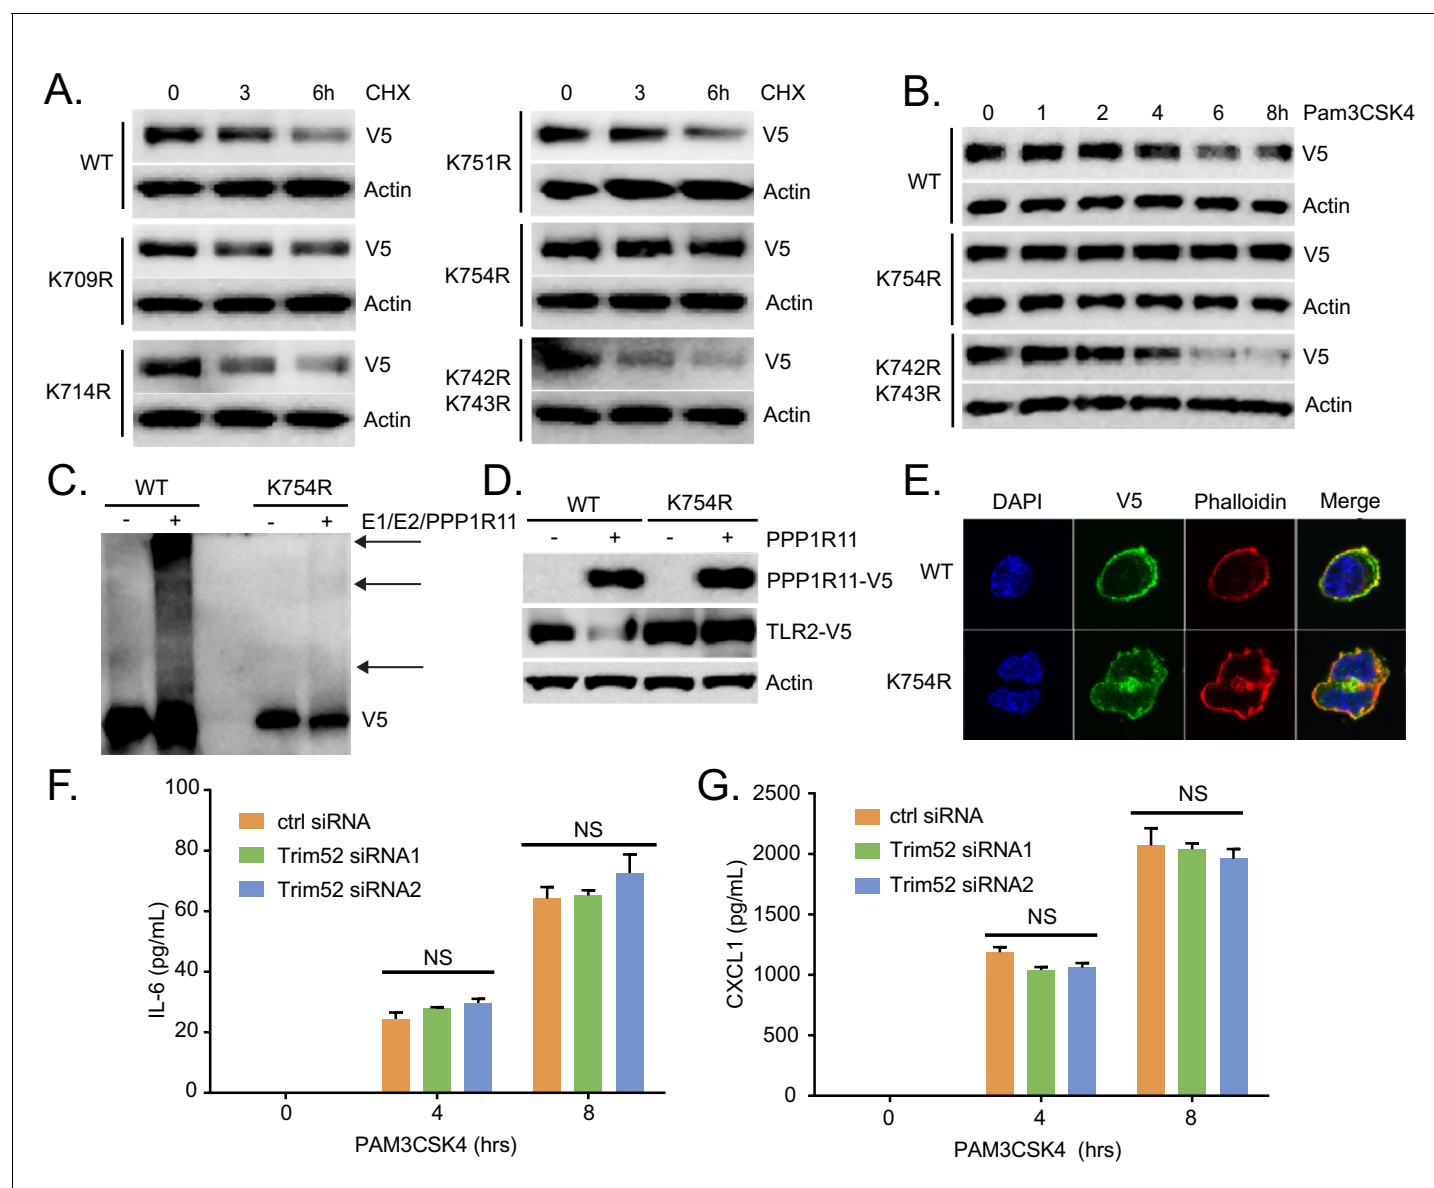 A.
0 3 6h CHX
WT
V5
Actin
K709R
V5
Actin
K714R
V5
Actin
0 3 6h CHX
K751R
V5
Actin
K754R
V5
Actin
K742R
K743R
V5
Actin
B.
0 1 2 4 6 8h Pam3CSK4
WT
V5
Actin
K754R
V5
Actin
K742R
K743R
V5
Actin
C.
WT K754R
- + - + E1/E2/PPP1R11
V5
D.
WT K754R
- + - + PPP1R11
PPP1R11-V5
TLR2-V5
Actin
E.
DAPI V5 Phalloidin Merge
WT
K754R
F.
IL-6 (pg/mL)
100
80
60
40
20
0
ctrl siRNA
Trim52 siRNA1
Trim52 siRNA2
NS
NS
0 4 8
PAM3CSK4 (hrs)
G.
CXCL1 (pg/mL)
2500
2000
1500
1000
500
0
ctrl siRNA
Trim52 siRNA1
Trim52 siRNA2
NS
NS
0 4 8
PAM3CSK4 (hrs)